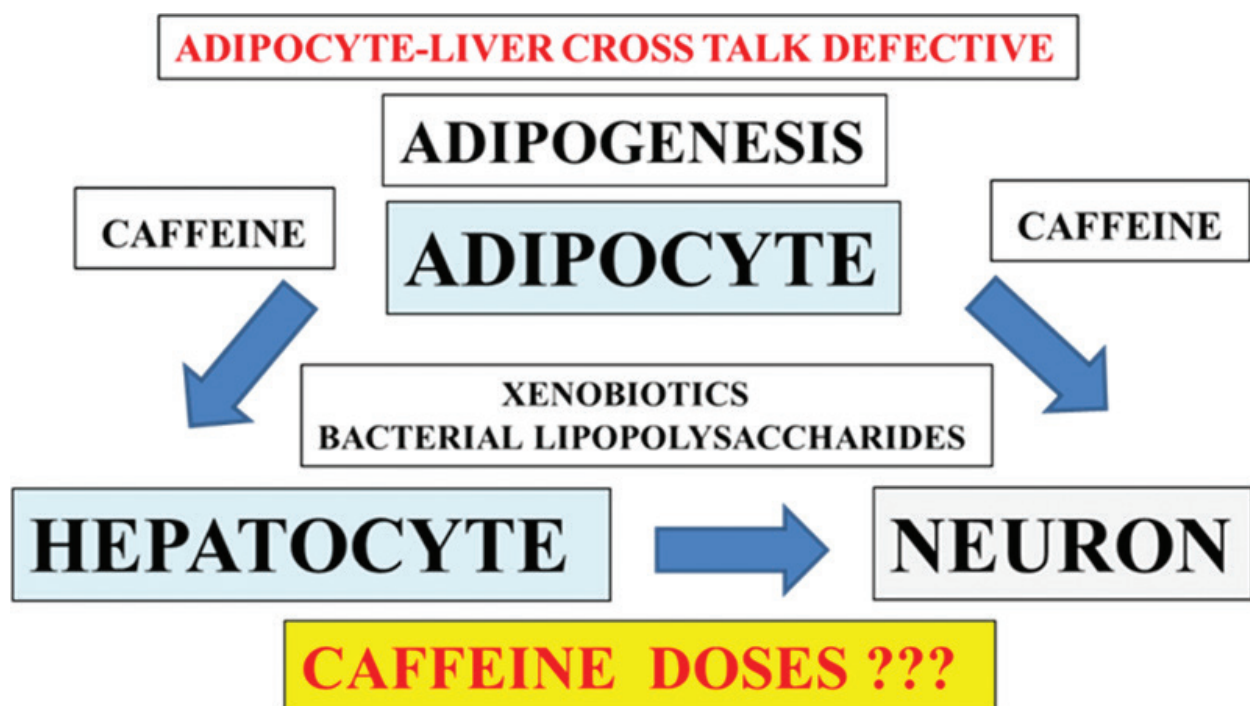 ADIPOCYTE-LIVER CROSS TALK DEFECTIVE
ADIPOGENESIS
CAFFEINE
ADIPOCYTE
CAFFEINE
XENOBIOTICS
BACTERIAL LIPOPOLYSACCHARIDES
HEPATOCYTE
NEURON
CAFFEINE DOSES ???